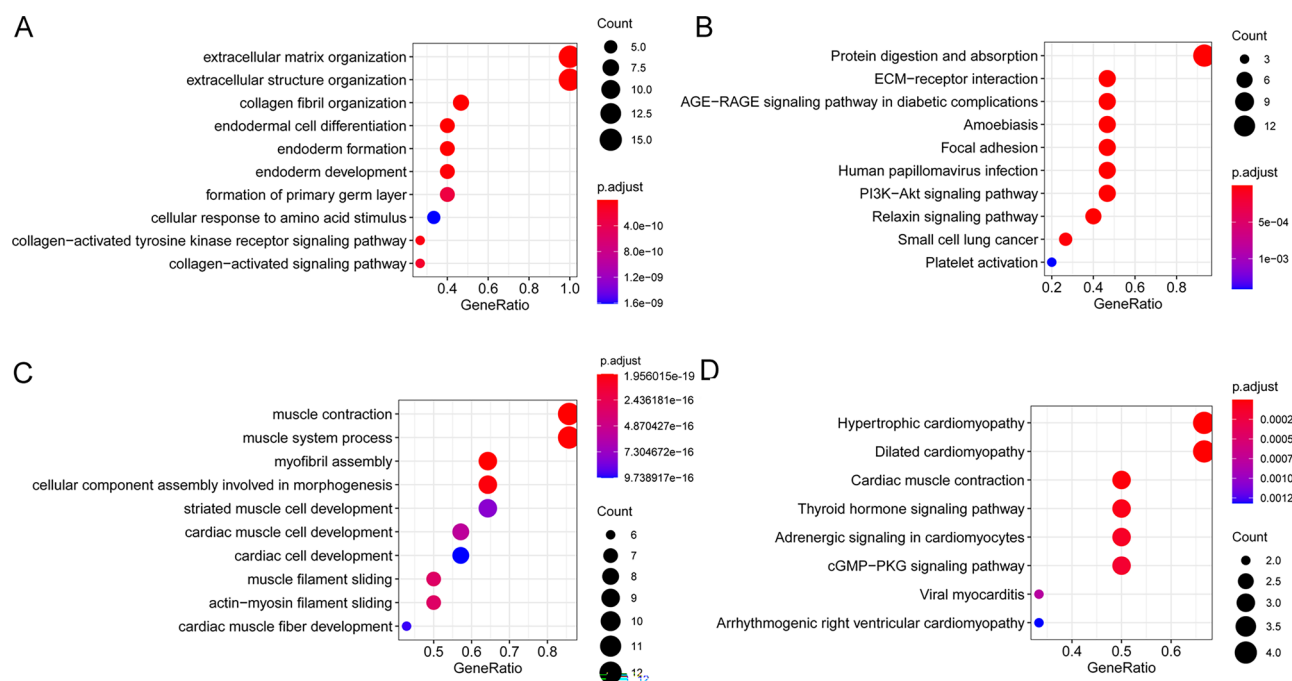 A
extracellular matrix organization
extracellular structure organization
collagen fibril organization
endodermal cell differentiation
endoderm formation
endoderm development
formation of primary germ layer
cellular response to amino acid stimulus
collagen−activated tyrosine kinase receptor signaling pathway
collagen−activated signaling pathway
0.4 0.6 0.8 1.0
GeneRatio
Count
5.0
7.5
10.0
12.5
15.0
p.adjust
4.0e−10
8.0e−10
1.2e−09
1.6e−09
B
Protein digestion and absorption
ECM−receptor interaction
AGE−RAGE signaling pathway in diabetic complications
Amoebiasis
Focal adhesion
Human papillomavirus infection
PI3K−Akt signaling pathway
Relaxin signaling pathway
Small cell lung cancer
Platelet activation
0.2 0.4 0.6 0.8
GeneRatio
Count
3
6
9
12
p.adjust
5e−04
1e−03
C
muscle contraction
muscle system process
myofibril assembly
cellular component assembly involved in morphogenesis
striated muscle cell development
cardiac muscle cell development
cardiac cell development
muscle filament sliding
actin−myosin filament sliding
cardiac muscle fiber development
0.5 0.6 0.7 0.8
GeneRatio
p.adjust
1.956015e-19
2.436181e-16
4.870427e-16
7.304672e-16
9.738917e-16
Count
6
7
8
9
10
11
12
12
D
Hypertrophic cardiomyopathy
Dilated cardiomyopathy
Cardiac muscle contraction
Thyroid hormone signaling pathway
Adrenergic signaling in cardiomyocytes
cGMP−PKG signaling pathway
Viral myocarditis
Arrhythmogenic right ventricular cardiomyopathy
0.4 0.5 0.6
GeneRatio
p.adjust
0.0002
0.0005
0.0007
0.0010
0.0012
Count
2.0
2.5
3.0
3.5
4.0